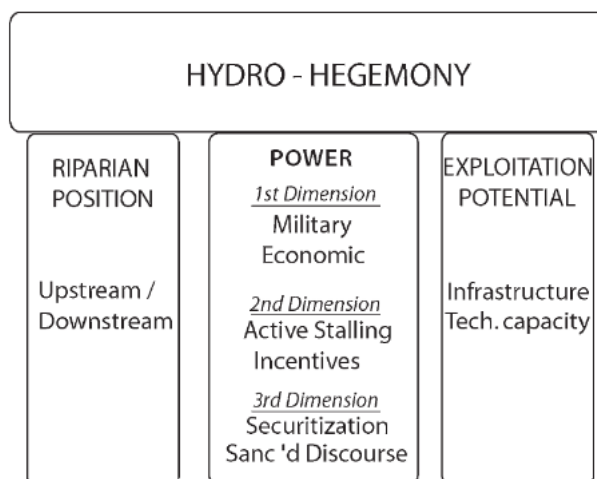 HYDRO - HEGEMONY
RIPARIAN
POSITION
Upstream /
Downstream
POWER
1st Dimension
Military
Economic
2nd Dimension
Active Stalling
Incentives
3rd Dimension
Securitization
Sanc 'd Discourse
EXPLOITATION
POTENTIAL
Infrastructure
Tech. capacity